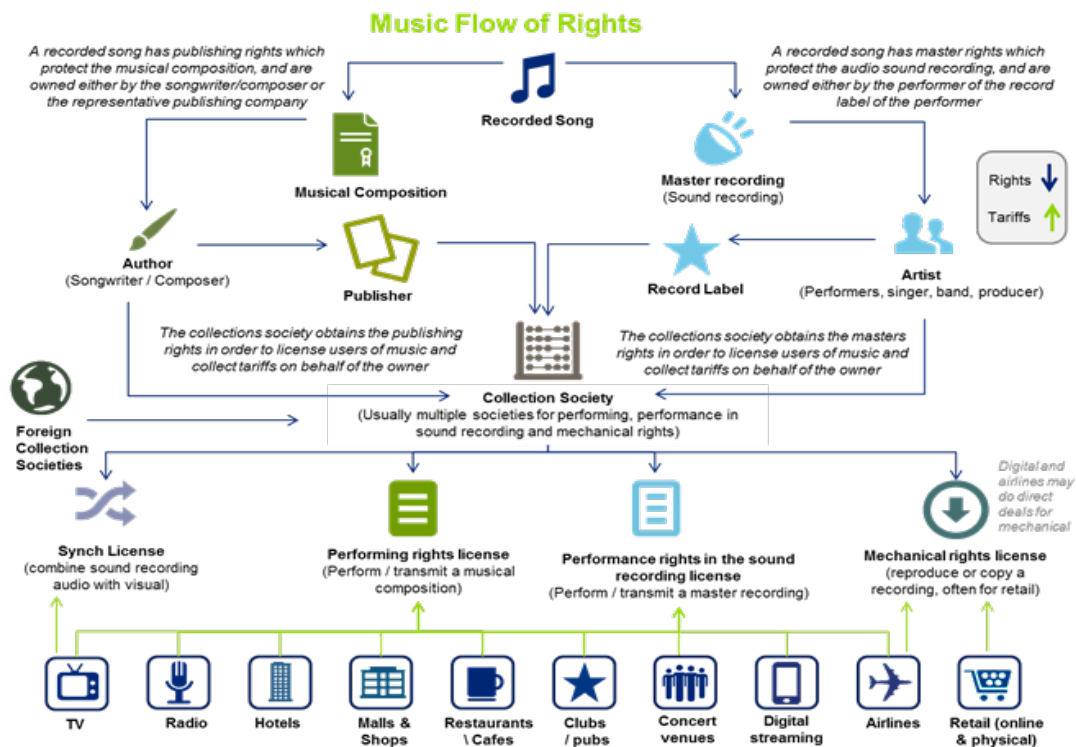 Music Flow of Rights
A recorded song has publishing rights which
protect the musical composition, and are
owned either by the songwriter/composer or
the representative publishing company
A recorded song has master rights which
protect the audio sound recording, and are
owned either by the performer of the record
label of the performer
Recorded Song
Musical Composition
Master recording
(Sound recording)
Rights
Tariffs
Author
(Songwriter / Composer)
Publisher
Record Label
Artist
(Performers, singer, band, producer)
The collections society obtains the publishing
rights in order to license users of music and
collect tariffs on behalf of the owner
The collections society obtains the masters
rights in order to license users of music and
collect tariffs on behalf of the owner
Collection Society
(Usually multiple societies for performing, performance in
sound recording and mechanical rights)
Foreign
Collection
Societies
Digital and
airlines may
do direct
deals for
mechanical
Synch License
(combine sound recording
audio with visual)
Performing rights license
(Perform / transmit a musical
composition)
Performance rights in the sound
recording license
(Perform / transmit a master recording)
Mechanical rights license
(reproduce or copy a
recording, often for retail)
TV
Radio
Hotels
Malls &
Shops
Restaurants
\ Cafes
Clubs
/ pubs
Concert
venues
Digital
streaming
Airlines
Retail (online
& physical)